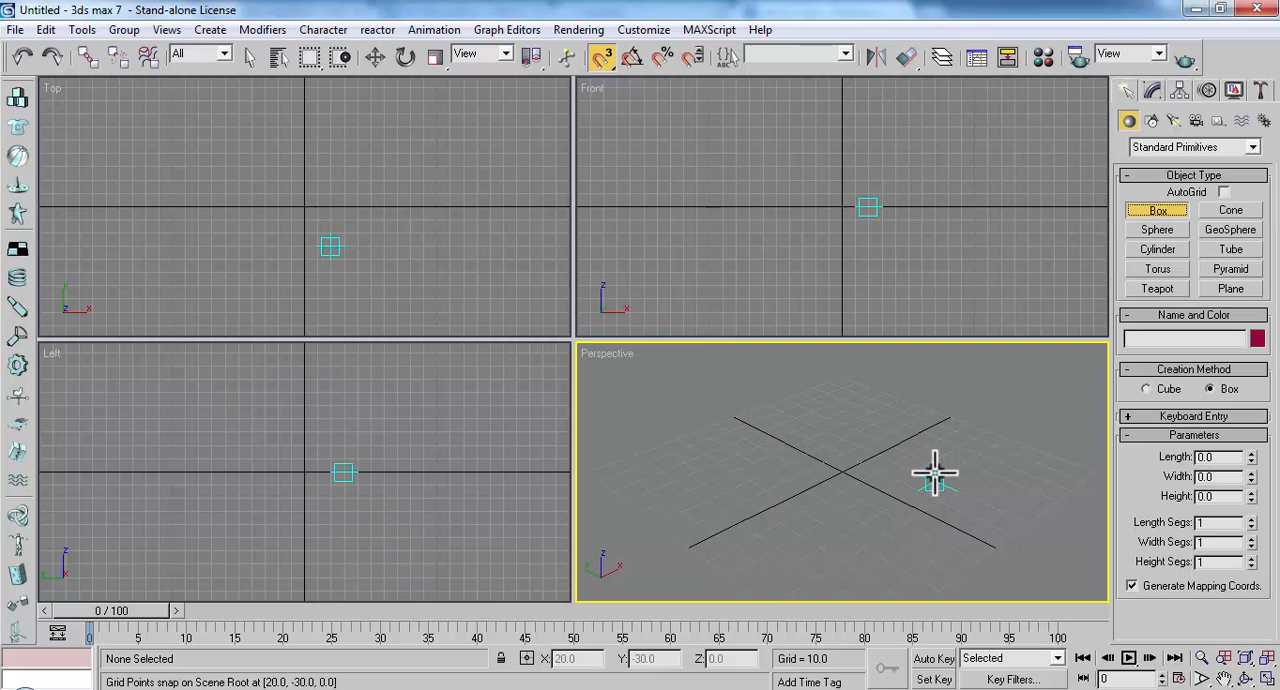 Untitled - 3ds max 7 - Stand-alone License
File Edit Tools Group Views Create Modifiers Character reactor Animation Graph Editors Rendering Customize MAXScript Help
All View 3 View
Top Front
z x y
z x
Left Perspective
z x
z x
Standard Primitives
- Object Type
AutoGrid
Box Cone
Sphere GeoSphere
Cylinder Tube
Torus Pyramid
Teapot Plane
- Name and Color
- Creation Method
Cube Box
+ Keyboard Entry
- Parameters
Length: 0.0
Width: 0.0
Height: 0.0
Length Segs: 1
Width Segs: 1
Height Segs: 1
Generate Mapping Coords.
< 0 / 100 >
0 5 10 15 20 25 30 35 40 45 50 55 60 65 70 75 80 85 90 95 100
None Selected X: 20.0 Y: -30.0 Z: 0.0 Grid = 10.0 Auto Key Selected
Grid Points snap on Scene Root at [20.0, -30.0, 0.0] Add Time Tag Set Key Key Filters... 0